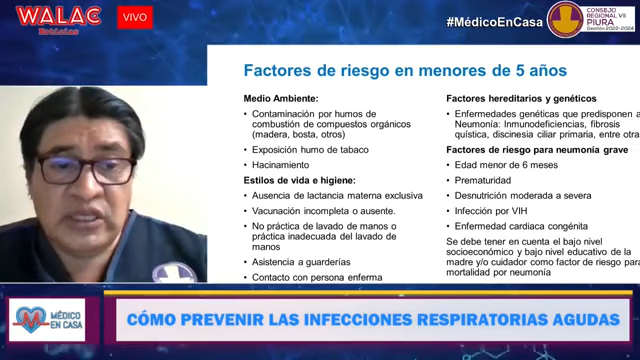 WALAC
Noticias
VIVO
#MédicoEnCasa
CONSEJO
REGIONAL VII
PIURA
Gestión 2022-2024
Factores de riesgo en menores de 5 años
Medio Ambiente:
• Contaminación por humos de
combustión de compuestos orgánicos
(madera, bosta, otros)
• Exposición humo de tabaco
• Hacinamiento
Estilos de vida e higiene:
• Ausencia de lactancia materna exclusiva
• Vacunación incompleta o ausente.
• No práctica de lavado de manos o
práctica inadecuada del lavado de
manos
• Asistencia a guarderías
• Contacto con persona enferma
Factores hereditarios y genéticos
• Enfermedades genéticas que predisponen a
Neumonía: Inmunodeficiencias, fibrosis
quística, discinesia ciliar primaria, entre otra
Factores de riesgo para neumonía grave
• Edad menor de 6 meses
• Prematuridad
• Desnutrición moderada a severa
• Infección por VIH
• Enfermedad cardiaca congénita
Se debe tener en cuenta el bajo nivel
socioeconómico y bajo nivel educativo de la
madre y/o cuidador como factor de riesgo para
mortalidad por neumonía
MÉDICO
EN CASA
CÓMO PREVENIR LAS INFECCIONES RESPIRATORIAS AGUDAS